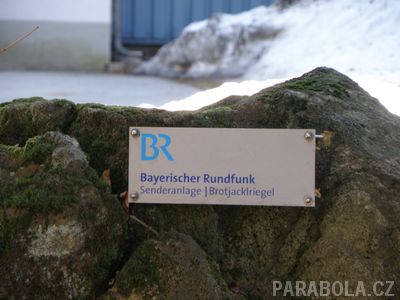 BR
Bayerischer Rundfunk
Senderanlage | Brotjacklriegel
PARABOLA.CZ